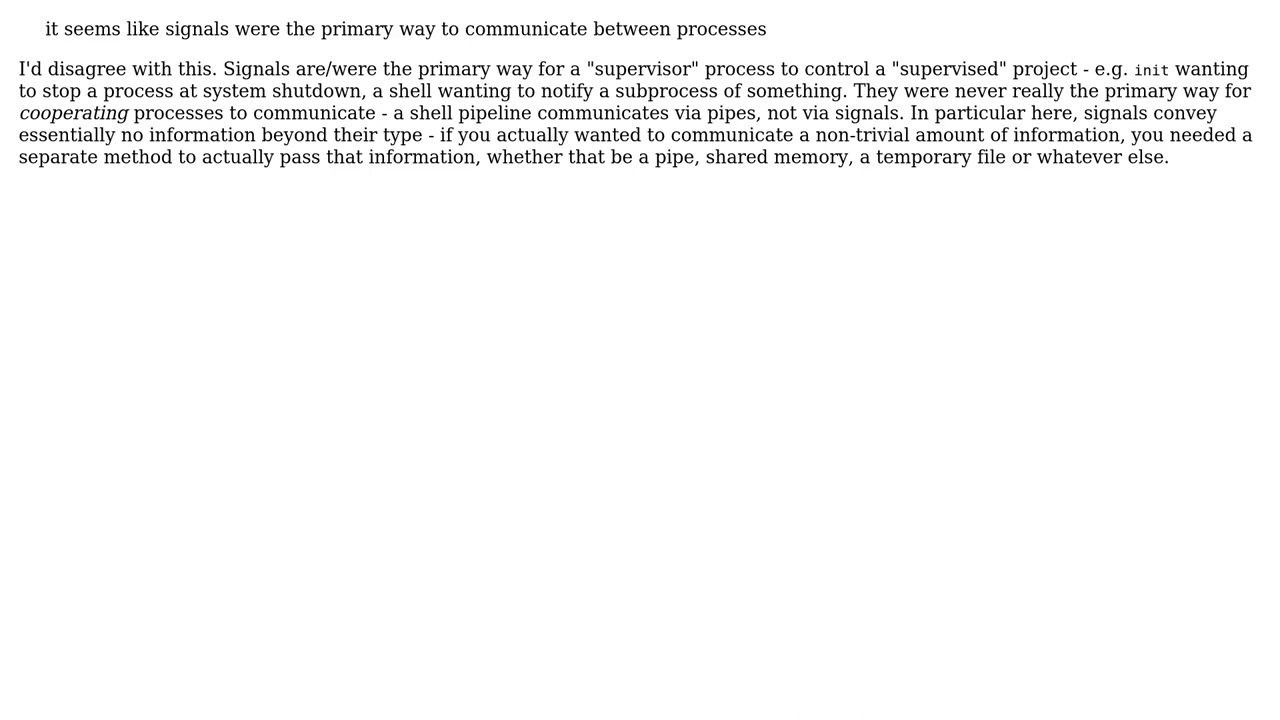 it seems like signals were the primary way to communicate between processes
I'd disagree with this. Signals are/were the primary way for a "supervisor" process to control a "supervised" project - e.g. init wanting
to stop a process at system shutdown, a shell wanting to notify a subprocess of something. They were never really the primary way for
cooperating processes to communicate - a shell pipeline communicates via pipes, not via signals. In particular here, signals convey
essentially no information beyond their type - if you actually wanted to communicate a non-trivial amount of information, you needed a
separate method to actually pass that information, whether that be a pipe, shared memory, a temporary file or whatever else.